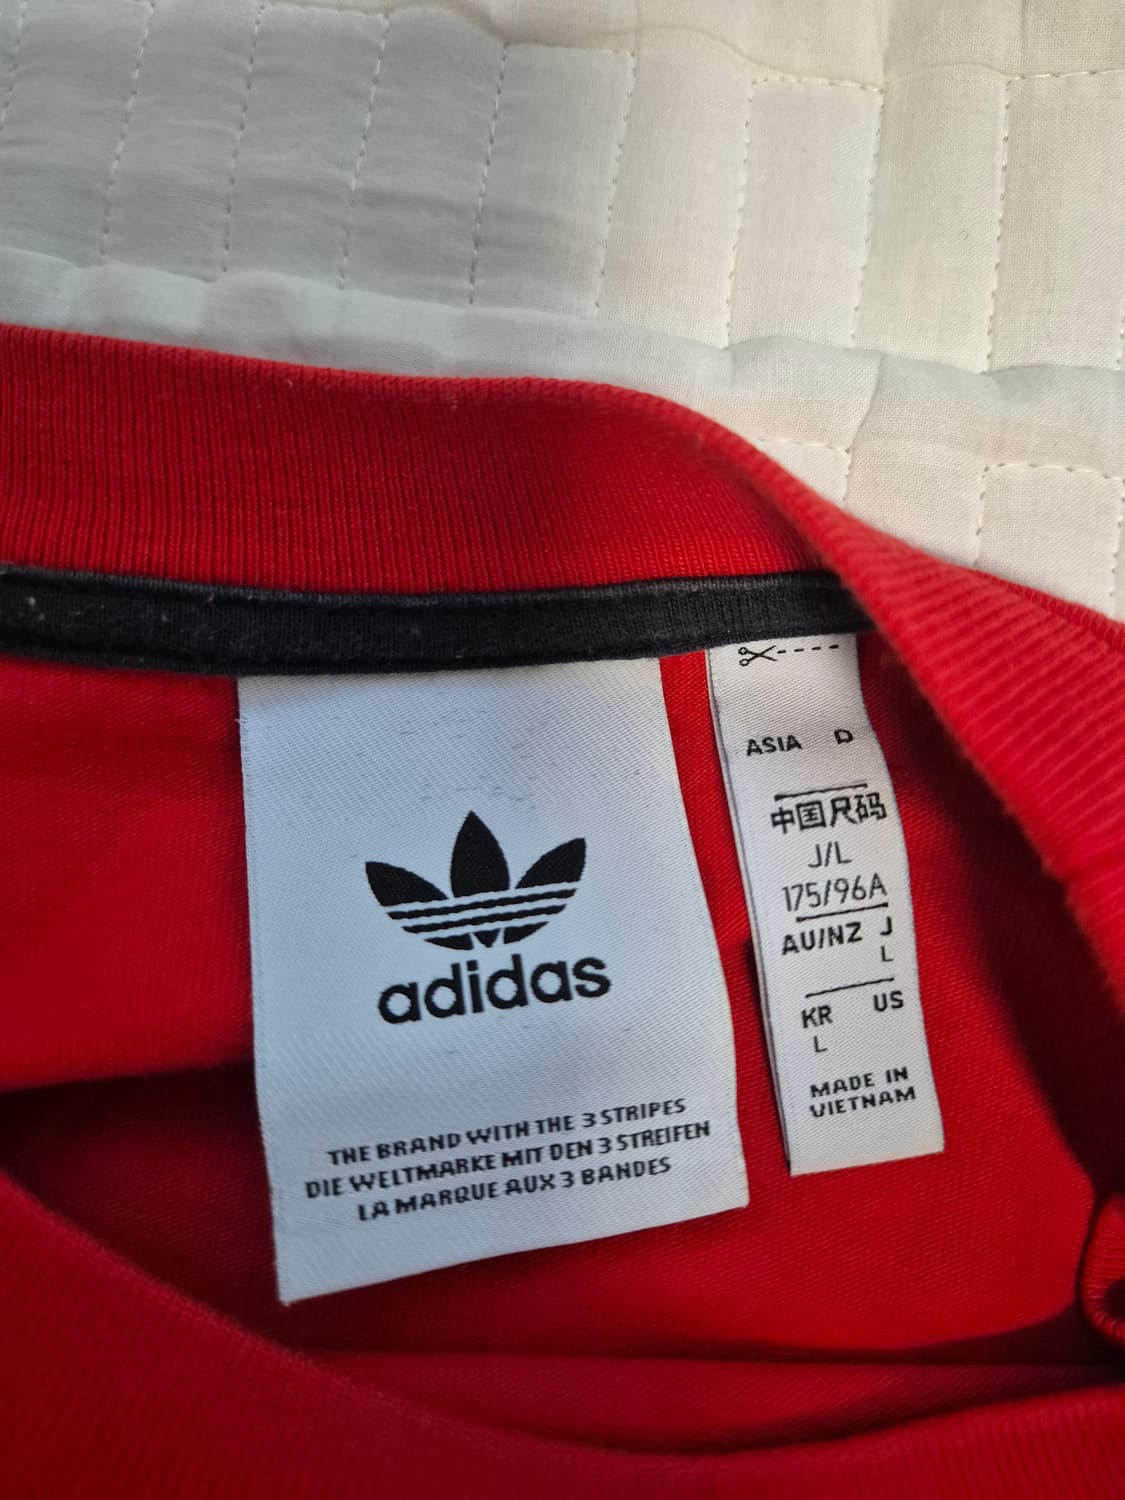 adidas
THE BRAND WITH THE 3 STRIPES
DIE WELTMARKE MIT DEN 3 STREIFEN
LA MARQUE AUX 3 BANDES
ASIA D
中国尺码
J/L
175/96A
AU/NZ J
L
KR US
L
MADE IN
VIETNAM